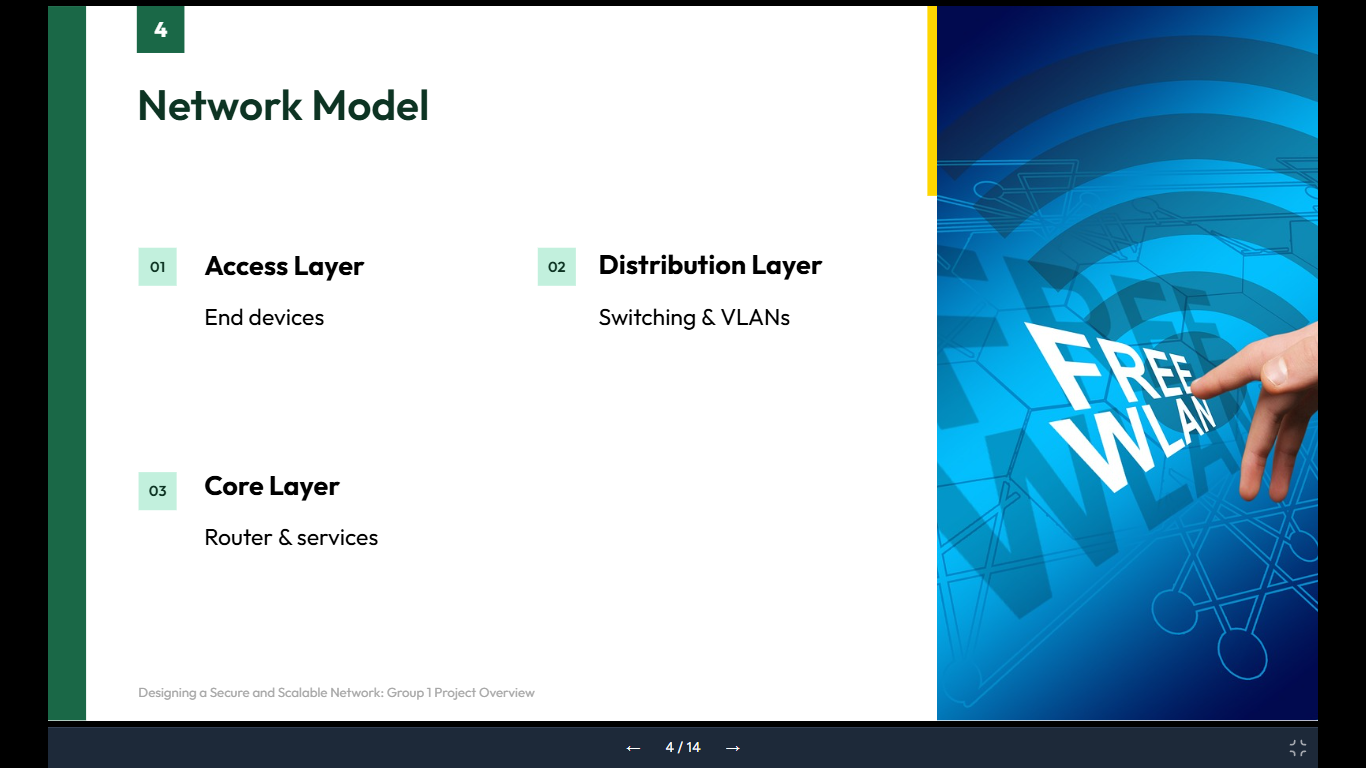 4
Network Model
01
Access Layer
End devices
02
Distribution Layer
Switching & VLANs
03
Core Layer
Router & services
Designing a Secure and Scalable Network: Group 1 Project Overview
FREE
WLAN
← 4 / 14 →